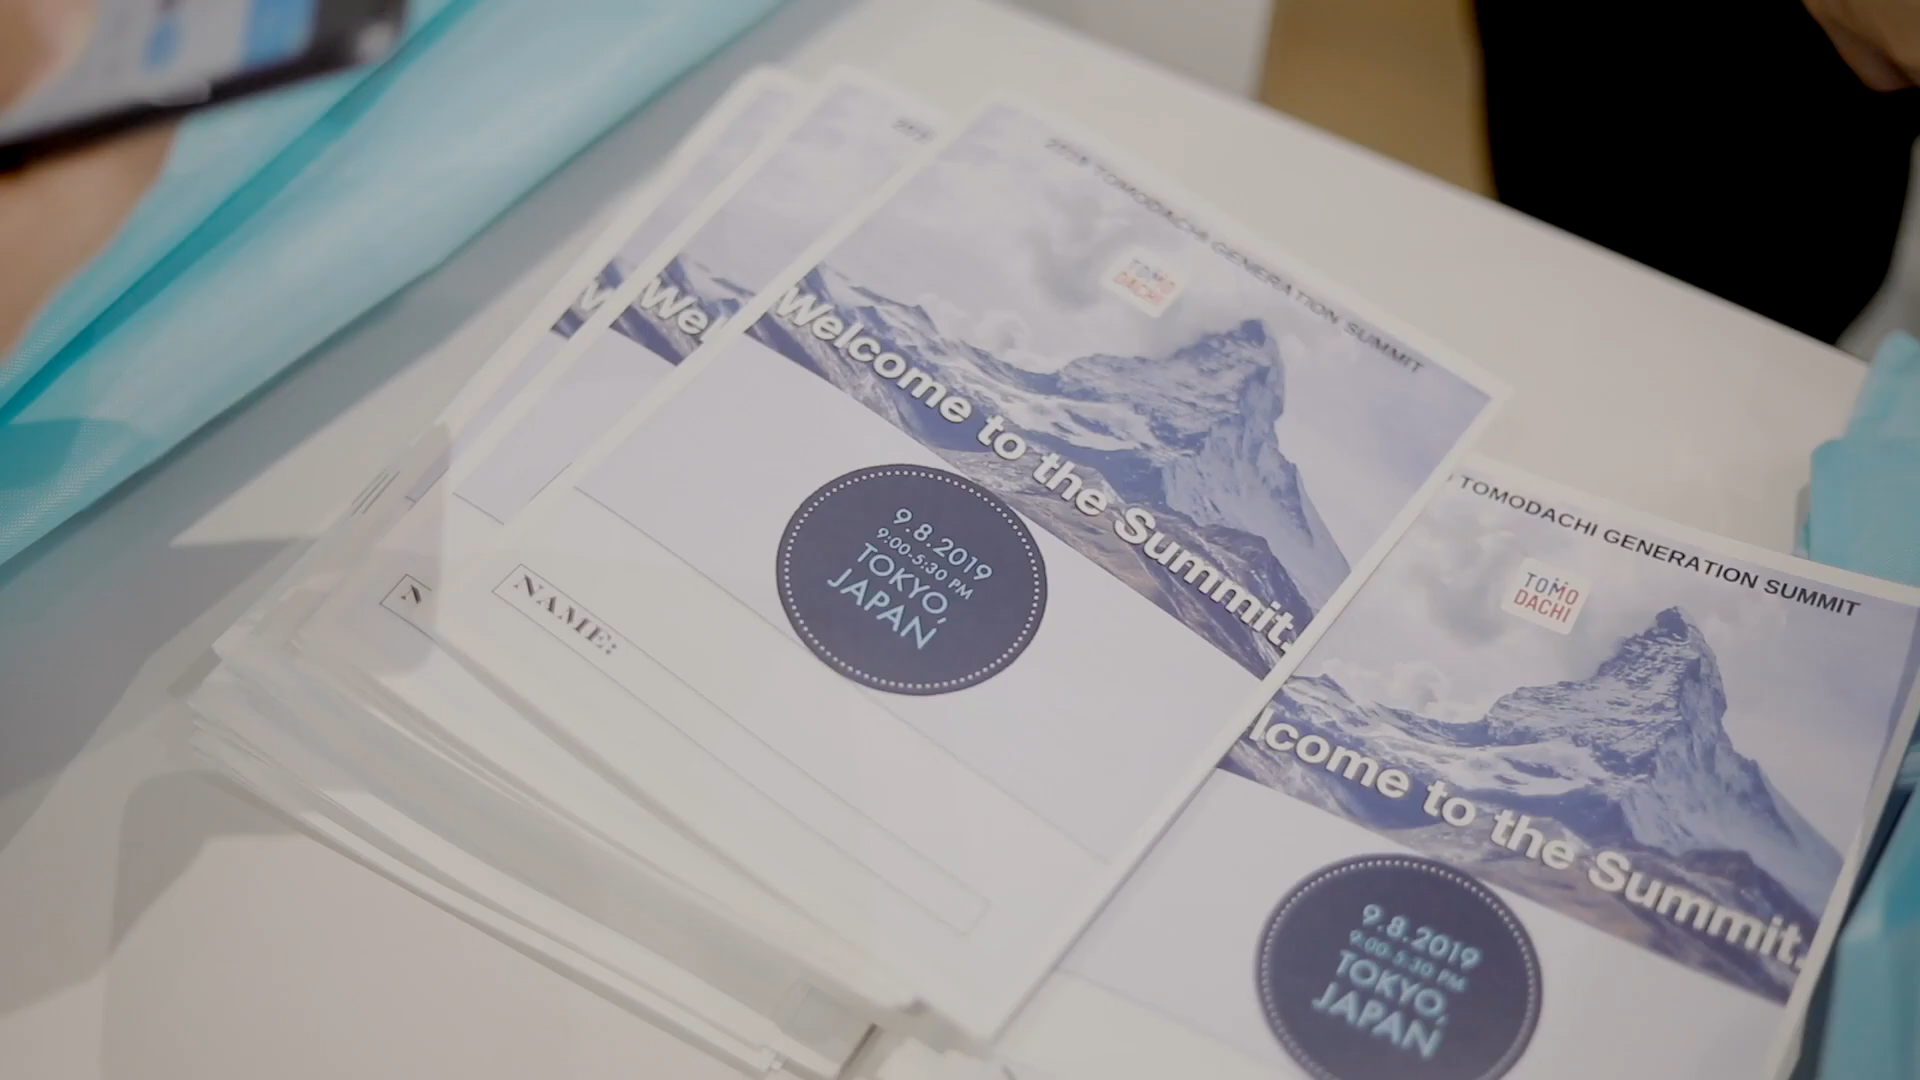 TOMODACHI GENERATION SUMMIT
TOMO
DACHI
Welcome to the Summit.
9.8.2019
9:00-5:30 PM
TOKYO,
JAPAN
NAME:
TOMODACHI GENERATION SUMMIT
TOMO
DACHI
lcome to the Summit.
9.8.2019
9:00-5:30 PM
TOKYO,
JAPAN
Wel
W
N